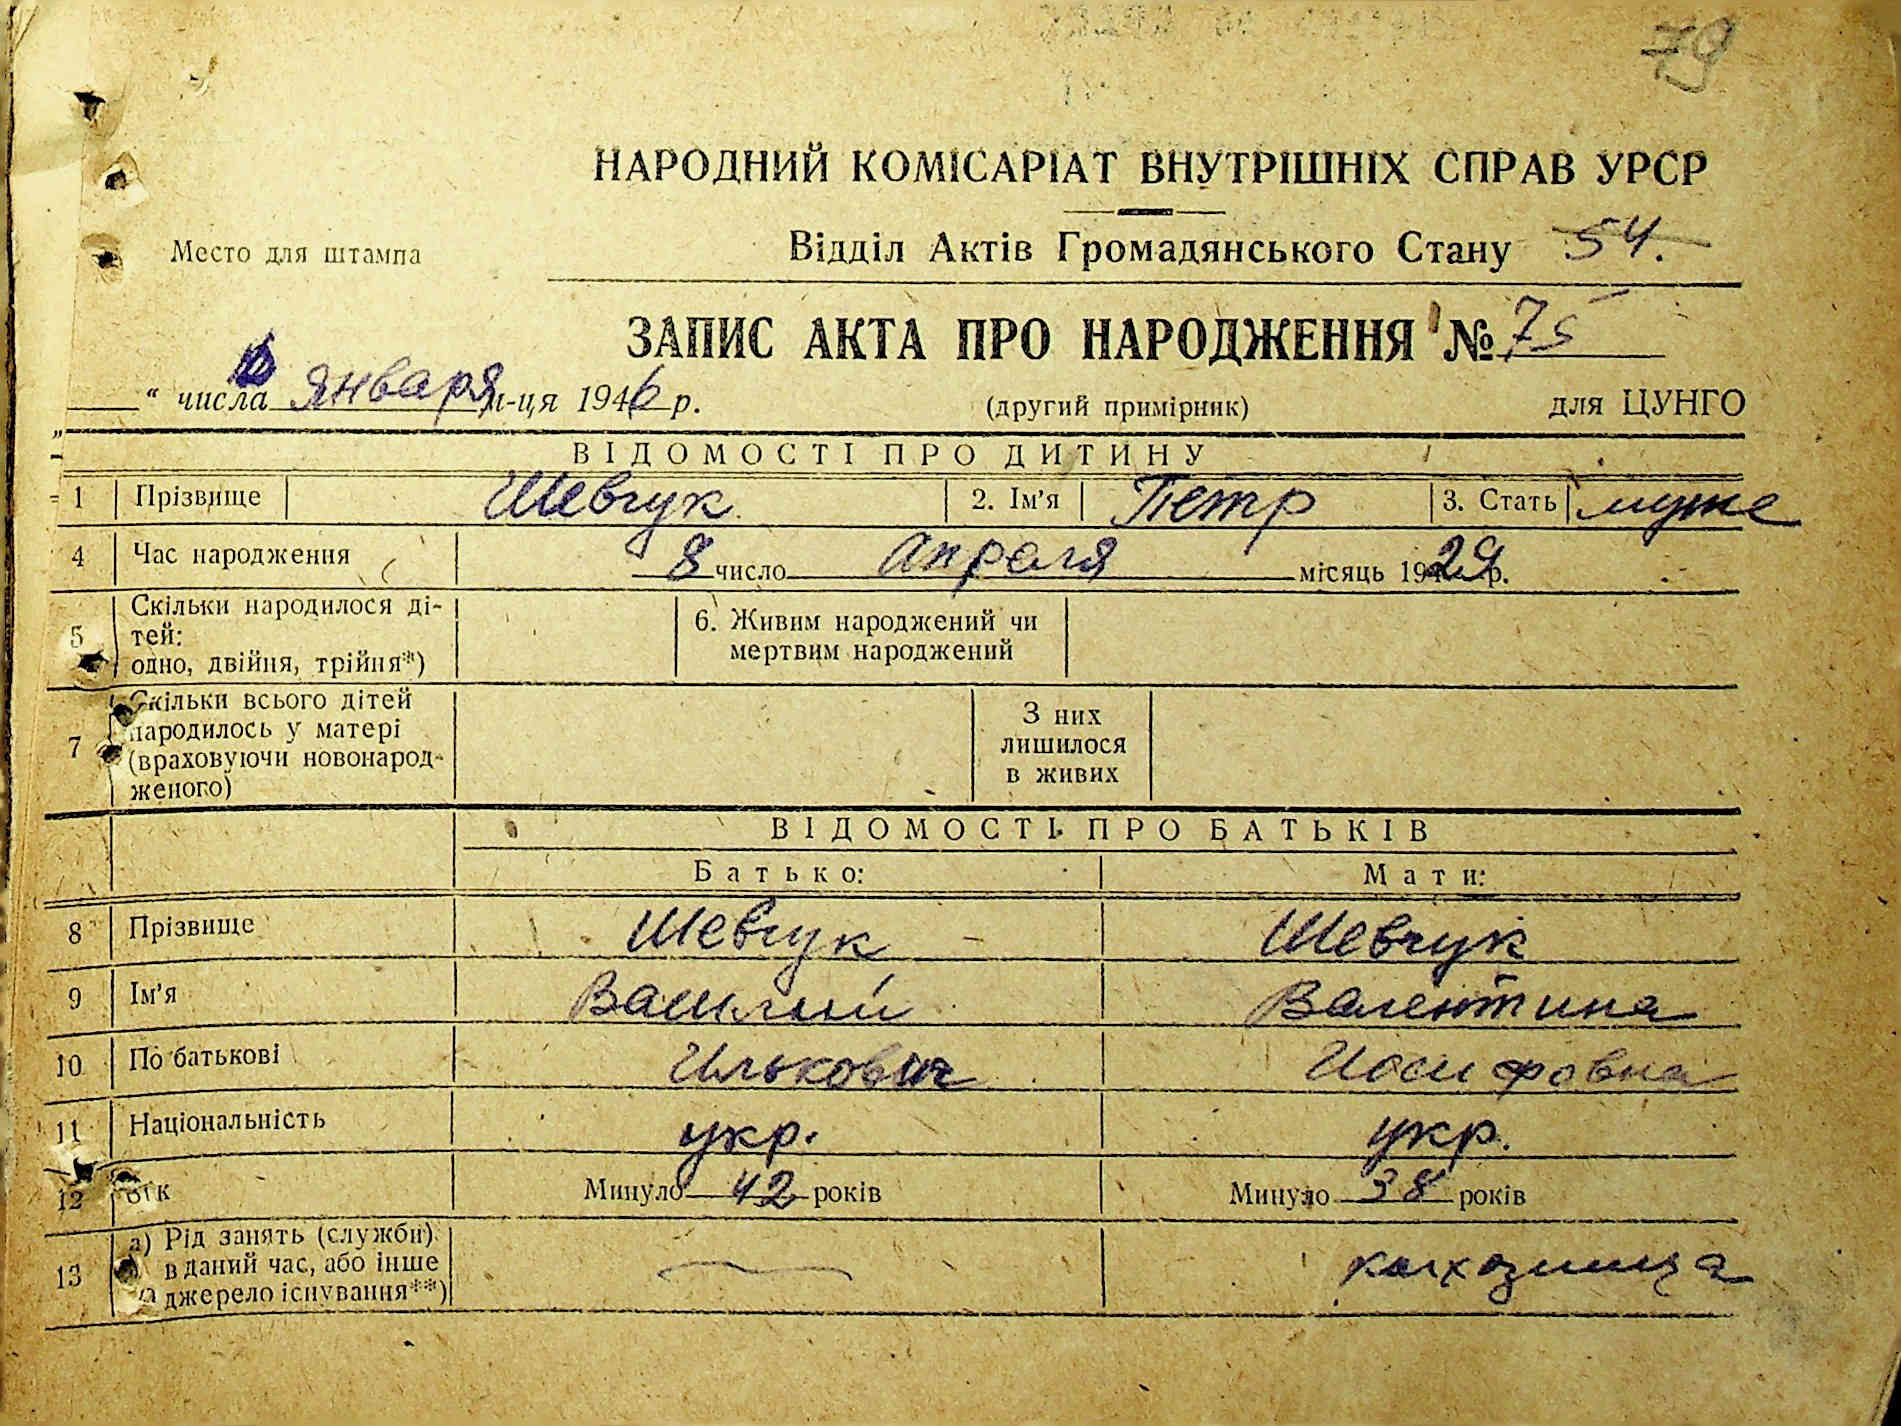 79
НАРОДНИЙ КОМІСАРІАТ ВНУТРІШНІХ СПРАВ УРСР
Место для штампа
Відділ Актів Громадянського Стану 54.
ЗАПИС АКТА ПРО НАРОДЖЕННЯ № 75
" числа января м-ця 1946 р.
(другий примірник)
для ЦУНГО
ВІДОМОСТІ ПРО ДИТИНУ
1 Прізвище Шевчук 2. Ім'я Петр 3. Стать муже
4 Час народження 8 число апреля місяць 1929 р.
5 Скільки народилося ді-
тей:
одно, двійня, трійня*)
6. Живим народжений чи
мертвим народжений
7 Скільки всього дітей
народилось у матері
(враховуючи новонарод-
женого)
З них
лишилося
в живих
ВІДОМОСТІ ПРО БАТЬКІВ
Батько: Мати:
8 Прізвище Шевчук Шевчук
9 Ім'я Василий Валентина
10 По батькові Илькович Иосифовна
11 Національність укр. укр.
12 Вік Минуло 42 років Минуло 38 років
13 а) Рід занять (служби)
в даний час, або інше
джерело існування**)
колхозница